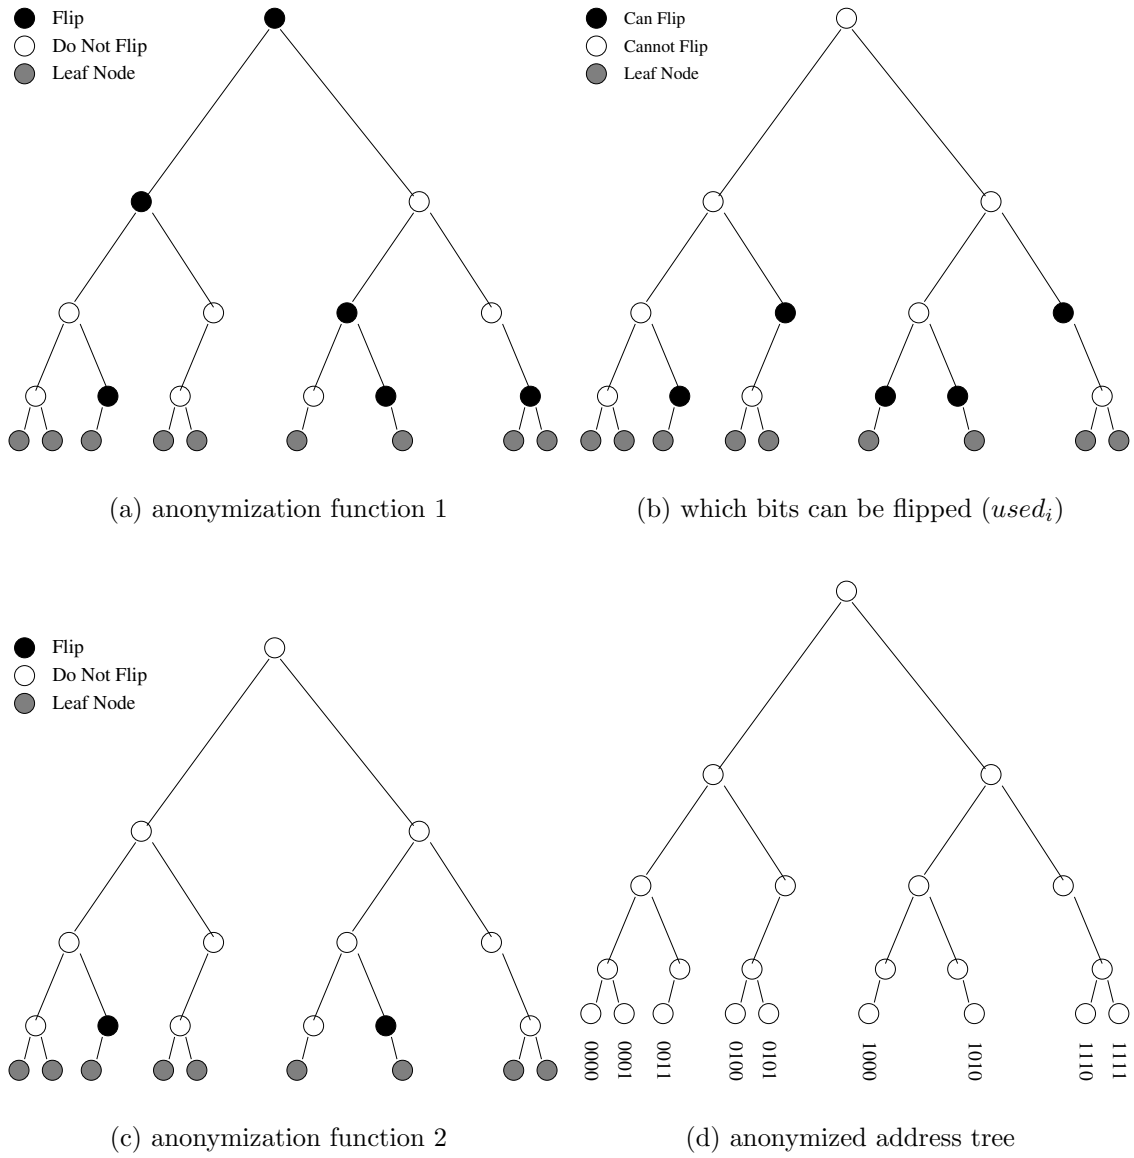 Flip
Do Not Flip
Leaf Node
Can Flip
Cannot Flip
Leaf Node
(a) anonymization function 1
(b) which bits can be flipped (used_i)
Flip
Do Not Flip
Leaf Node
0000
0001
0011
0100
0101
1000
1010
1110
1111
(c) anonymization function 2
(d) anonymized address tree